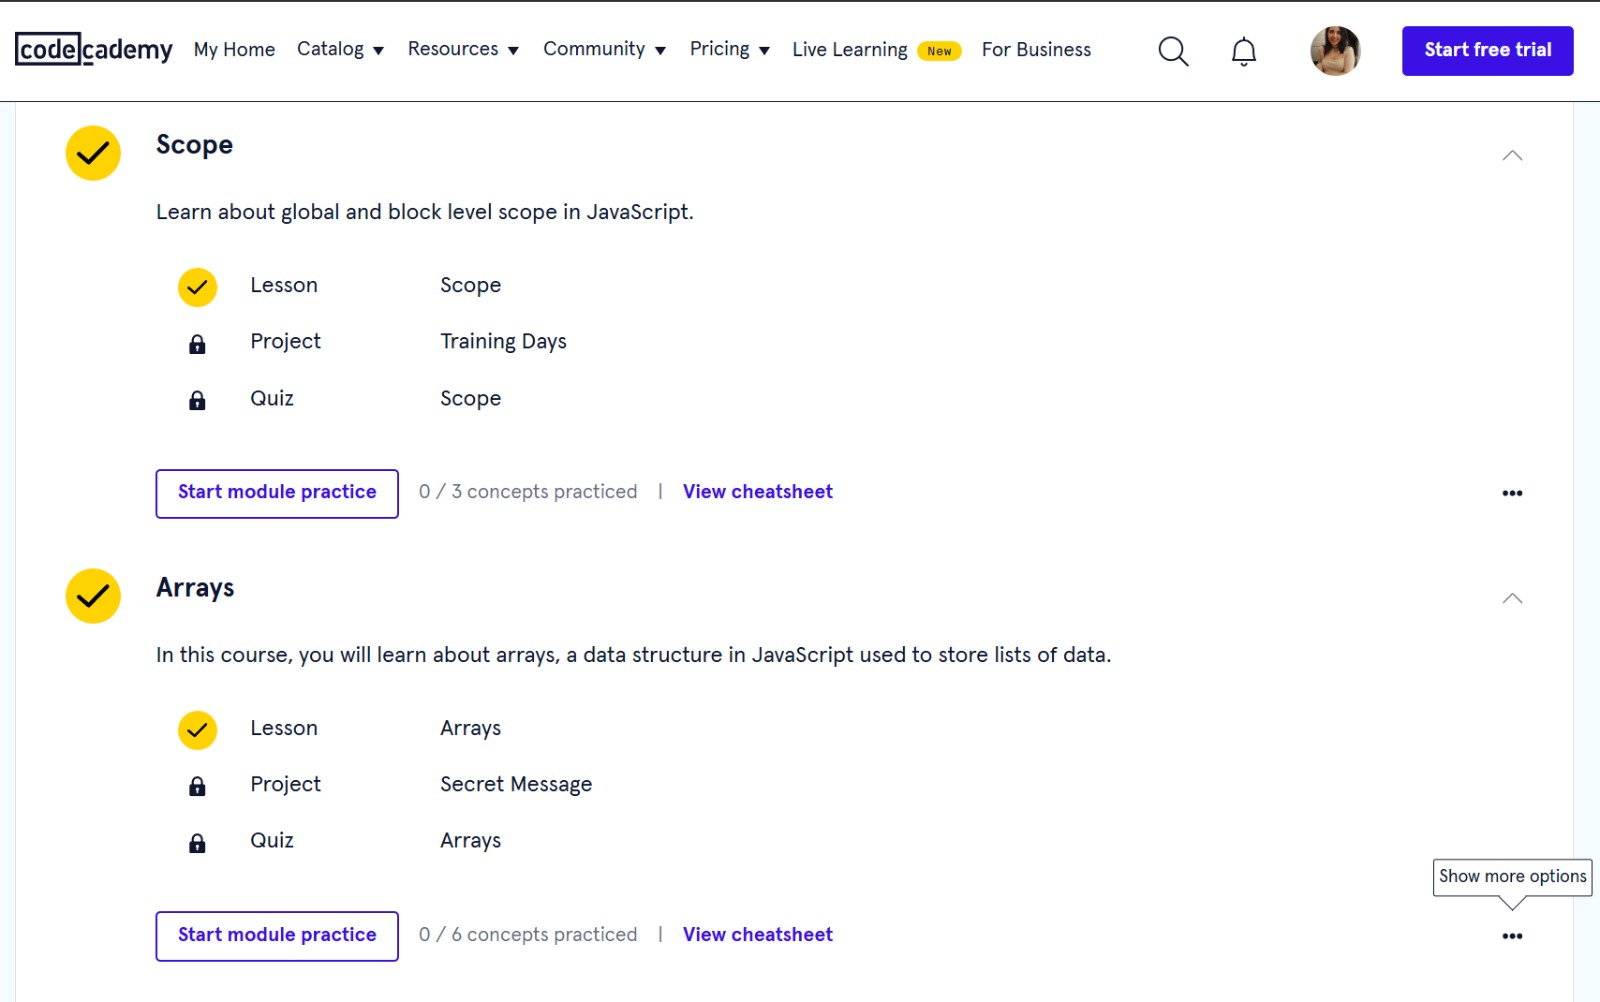 codecademy My Home Catalog Resources Community Pricing Live Learning New For Business Start free trial
Scope
Learn about global and block level scope in JavaScript.
Lesson Scope
Project Training Days
Quiz Scope
Start module practice 0 / 3 concepts practiced | View cheatsheet
Arrays
In this course, you will learn about arrays, a data structure in JavaScript used to store lists of data.
Lesson Arrays
Project Secret Message
Quiz Arrays
Show more options
Start module practice 0 / 6 concepts practiced | View cheatsheet